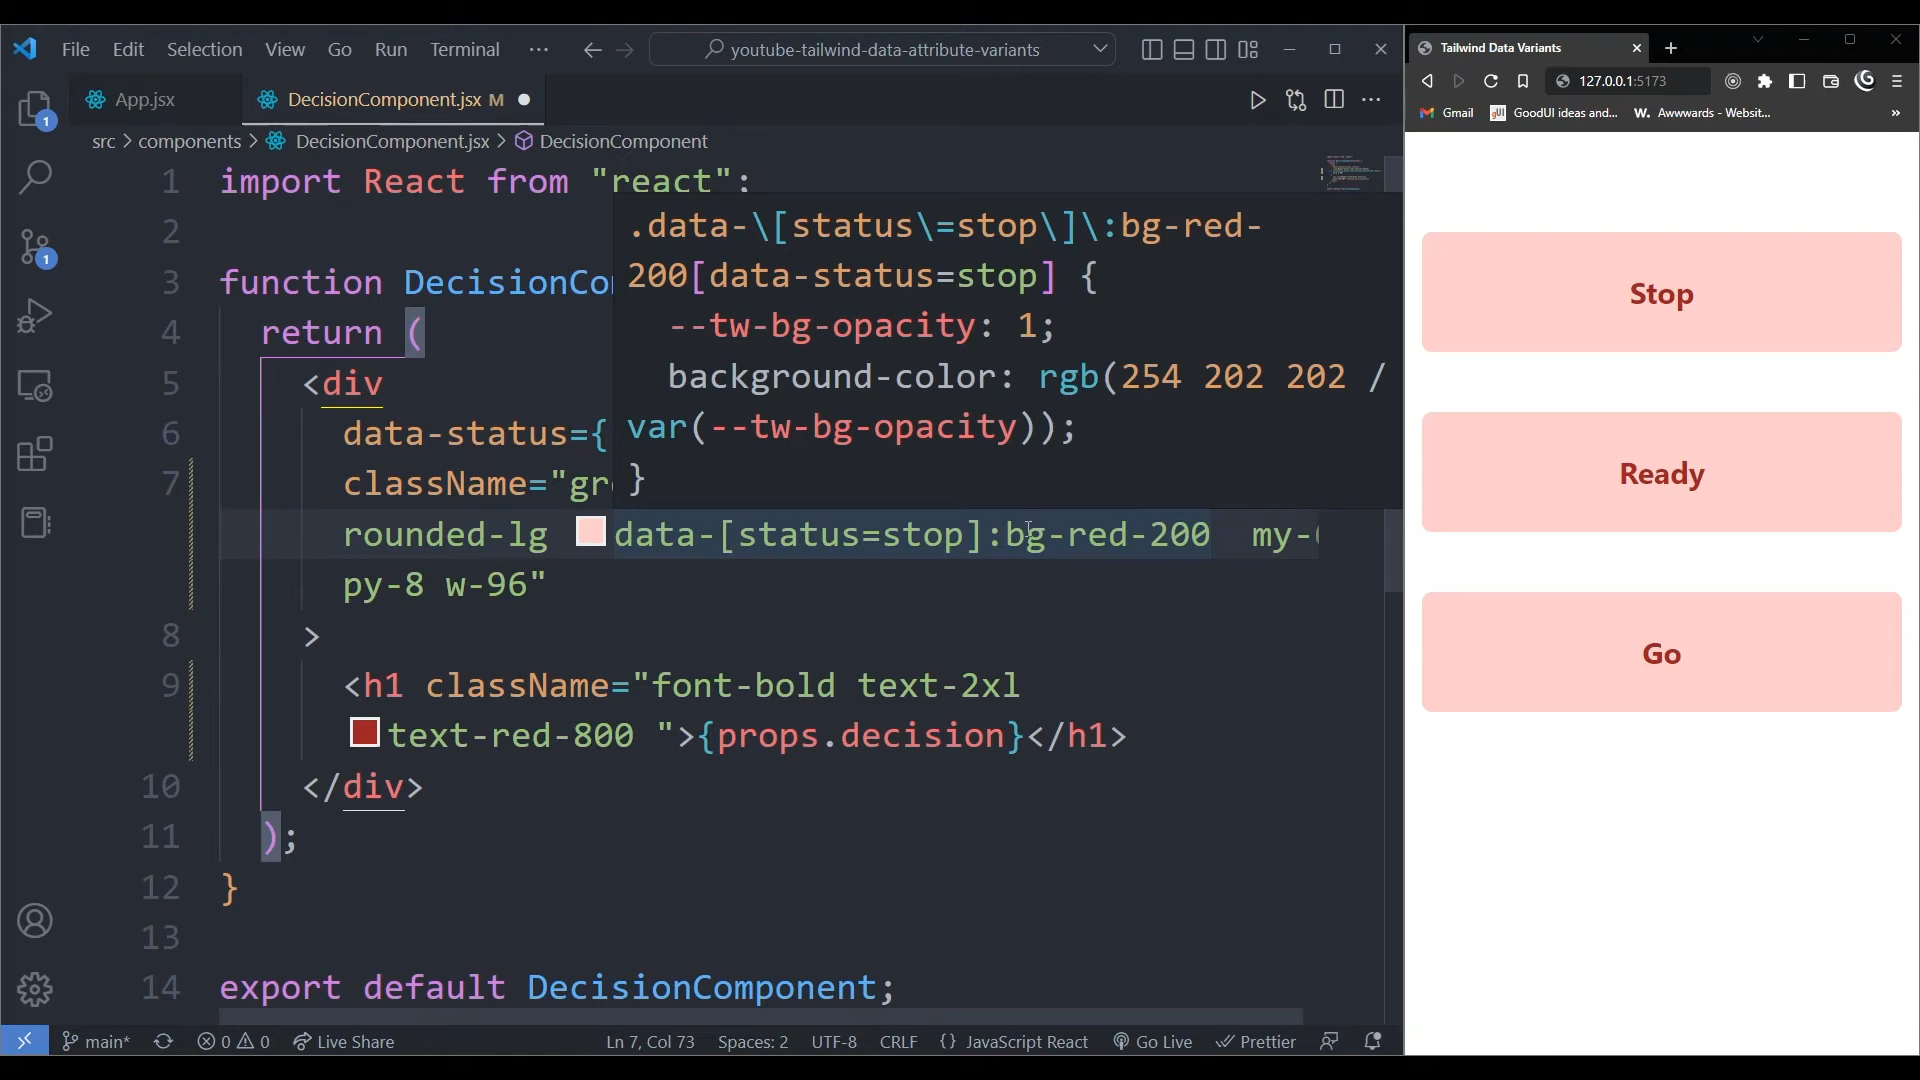 File Edit Selection View Go Run Terminal ···
youtube-tailwind-data-attribute-variants
App.jsx
DecisionComponent.jsx M
src > components > DecisionComponent.jsx > DecisionComponent
1 import React from "react";
2
3 function DecisionCo
4 return (
5 <div
6 data-status={
7 className="gr
rounded-lg data-[status=stop]:bg-red-200 my-
py-8 w-96"
8 >
9 <h1 className="font-bold text-2xl
text-red-800 ">{props.decision}</h1>
10 </div>
11 );
12 }
13
14 export default DecisionComponent;
.data-\[status\=stop\]\:bg-red-
200[data-status=stop] {
--tw-bg-opacity: 1;
background-color: rgb(254 202 202 /
var(--tw-bg-opacity));
}
1
1
main* 0 0 Live Share Ln 7, Col 73 Spaces: 2 UTF-8 CRLF {} JavaScript React Go Live Prettier
Tailwind Data Variants
127.0.0.1:5173
Gmail gUI GoodUI ideas and... W. Awwwards - Websit... »
Stop
Ready
Go